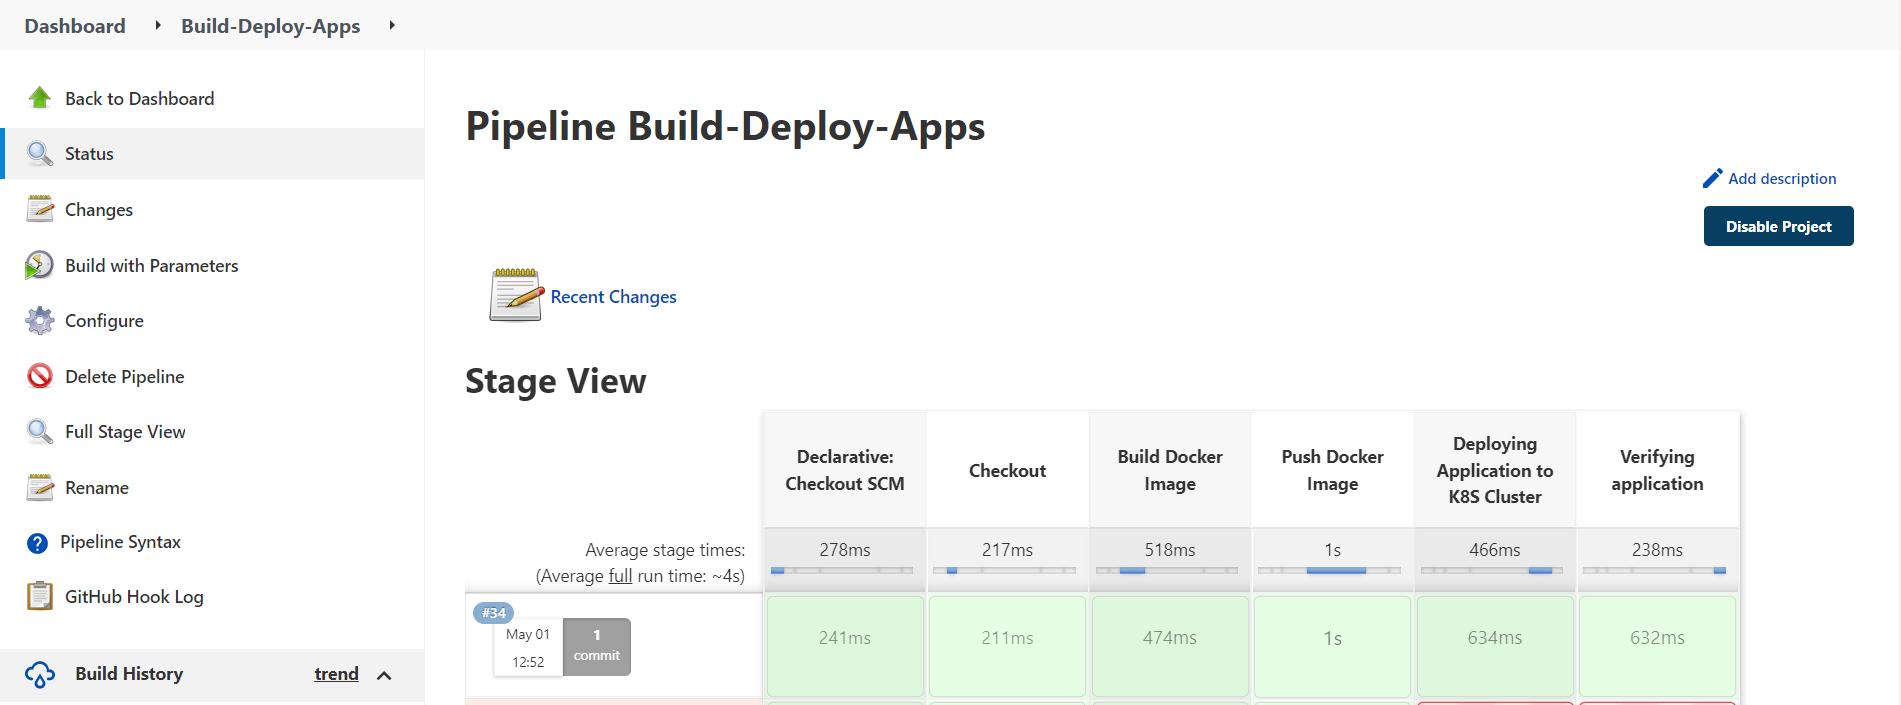 Dashboard
Build-Deploy-Apps
Back to Dashboard
Status
Changes
Build with Parameters
Configure
Delete Pipeline
Full Stage View
Rename
Pipeline Syntax
GitHub Hook Log
Build History
trend
Pipeline Build-Deploy-Apps
Add description
Disable Project
Recent Changes
Stage View
Declarative:
Checkout SCM
Checkout
Build Docker
Image
Push Docker
Image
Deploying
Application to
K8S Cluster
Verifying
application
Average stage times:
(Average full run time: ~4s)
278ms
217ms
518ms
1s
466ms
238ms
#34
May 01
12:52
1
commit
241ms
211ms
474ms
1s
634ms
632ms